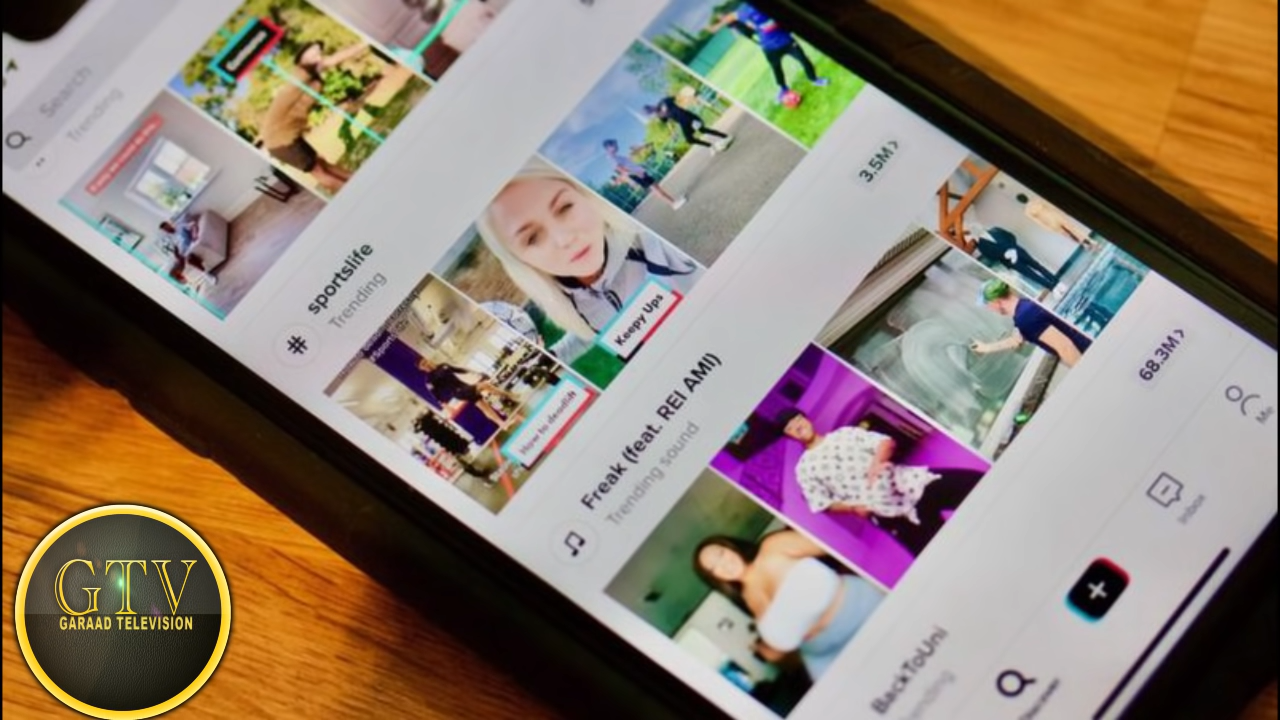 Search
Trending
sportslife
Trending
3.5M
Keepy Ups
How to deadlift
Freak (feat. REI AMI)
Trending sound
68.3M
Me
Inbox
BackToUni
GTV
GARAAD TELEVISION